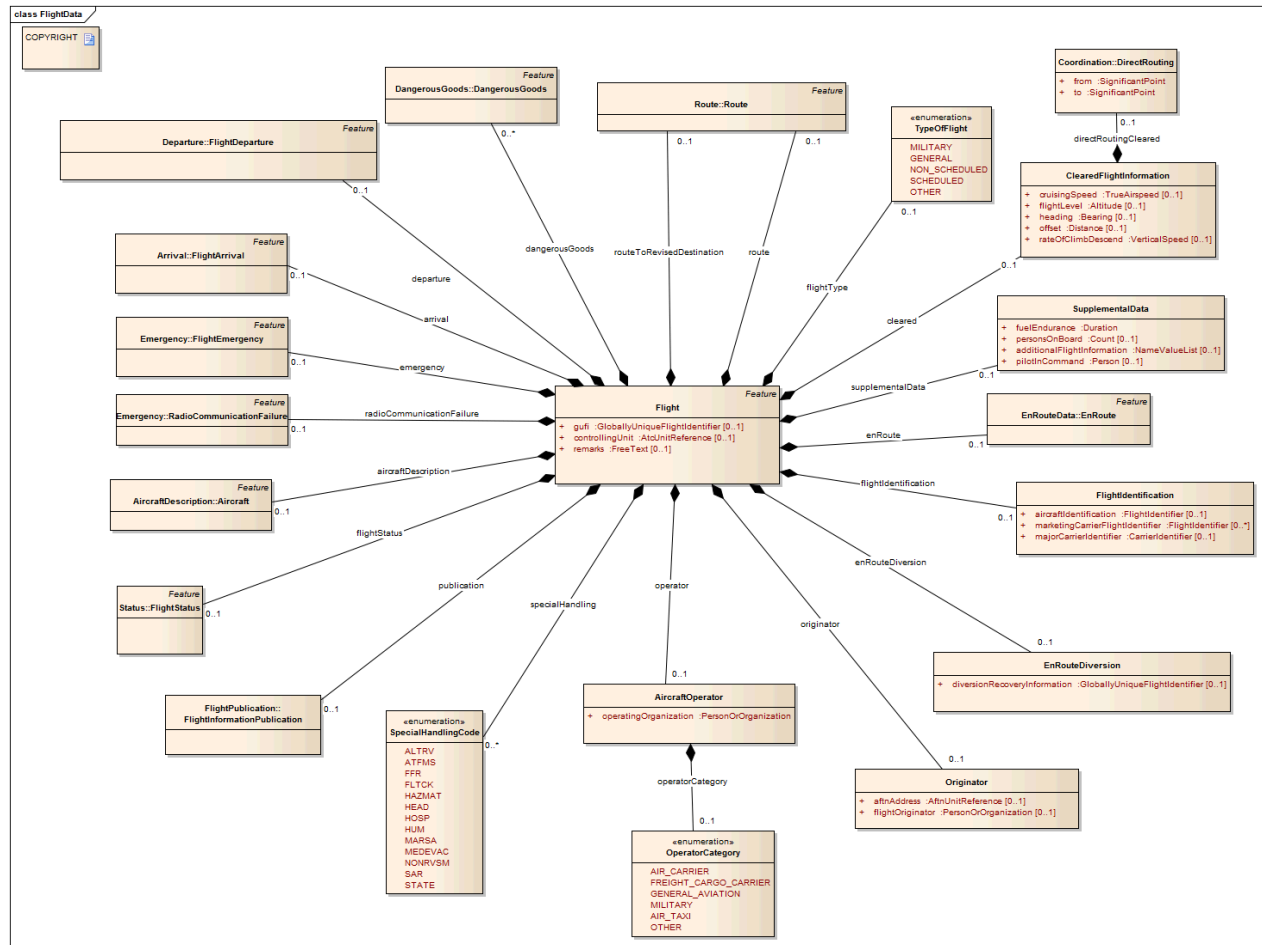 class FlightData
COPYRIGHT
Feature
DangerousGoods::DangerousGoods
0..*
Feature
Route::Route
0..1
0..1
«enumeration»
TypeOfFlight
MILITARY
GENERAL
NON_SCHEDULED
SCHEDULED
OTHER
0..1
Coordination::DirectRouting
+ from :SignificantPoint
+ to :SignificantPoint
0..1
directRoutingCleared
ClearedFlightInformation
+ cruisingSpeed :TrueAirspeed [0..1]
+ flightLevel :Altitude [0..1]
+ heading :Bearing [0..1]
+ offset :Distance [0..1]
+ rateOfClimbDescend :VerticalSpeed [0..1]
0..1
Feature
Departure::FlightDeparture
0..1
Feature
Arrival::FlightArrival
0..1
dangerousGoods
routeToRevisedDestination
route
departure
flightType
arrival
cleared
SupplementalData
+ fuelEndurance :Duration
+ personsOnBoard :Count [0..1]
+ additionalFlightInformation :NameValueList [0..1]
+ pilotInCommand :Person [0..1]
0..1
supplementalData
Feature
Emergency::FlightEmergency
0..1
emergency
Feature
Emergency::RadioCommunicationFailure
0..1
radioCommunicationFailure
Feature
Flight
+ gufi :GloballyUniqueFlightIdentifier [0..1]
+ controllingUnit :AtcUnitReference [0..1]
+ remarks :FreeText [0..1]
Feature
EnRouteData::EnRoute
0..1
enRoute
Feature
AircraftDescription::Aircraft
0..1
aircraftDescription
flightIdentification
FlightIdentification
+ aircraftIdentification :FlightIdentifier [0..1]
+ marketingCarrierFlightIdentifier :FlightIdentifier [0..*]
+ majorCarrierIdentifier :CarrierIdentifier [0..1]
0..1
flightStatus
enRouteDiversion
publication
operator
specialHandling
originator
Feature
Status::FlightStatus
0..1
0..1
EnRouteDiversion
+ diversionRecoveryInformation :GloballyUniqueFlightIdentifier [0..1]
FlightPublication::
FlightInformationPublication
0..1
«enumeration»
SpecialHandlingCode
ALTRV
ATFMS
FFR
FLTCK
HAZMAT
HEAD
HOSP
HUM
MARSA
MEDEVAC
NONRVSM
SAR
STATE
0..*
0..1
AircraftOperator
+ operatingOrganization :PersonOrOrganization
operatorCategory
0..1
«enumeration»
OperatorCategory
AIR_CARRIER
FREIGHT_CARGO_CARRIER
GENERAL_AVIATION
MILITARY
AIR_TAXI
OTHER
0..1
Originator
+ aftnAddress :AftnUnitReference [0..1]
+ flightOriginator :PersonOrOrganization [0..1]